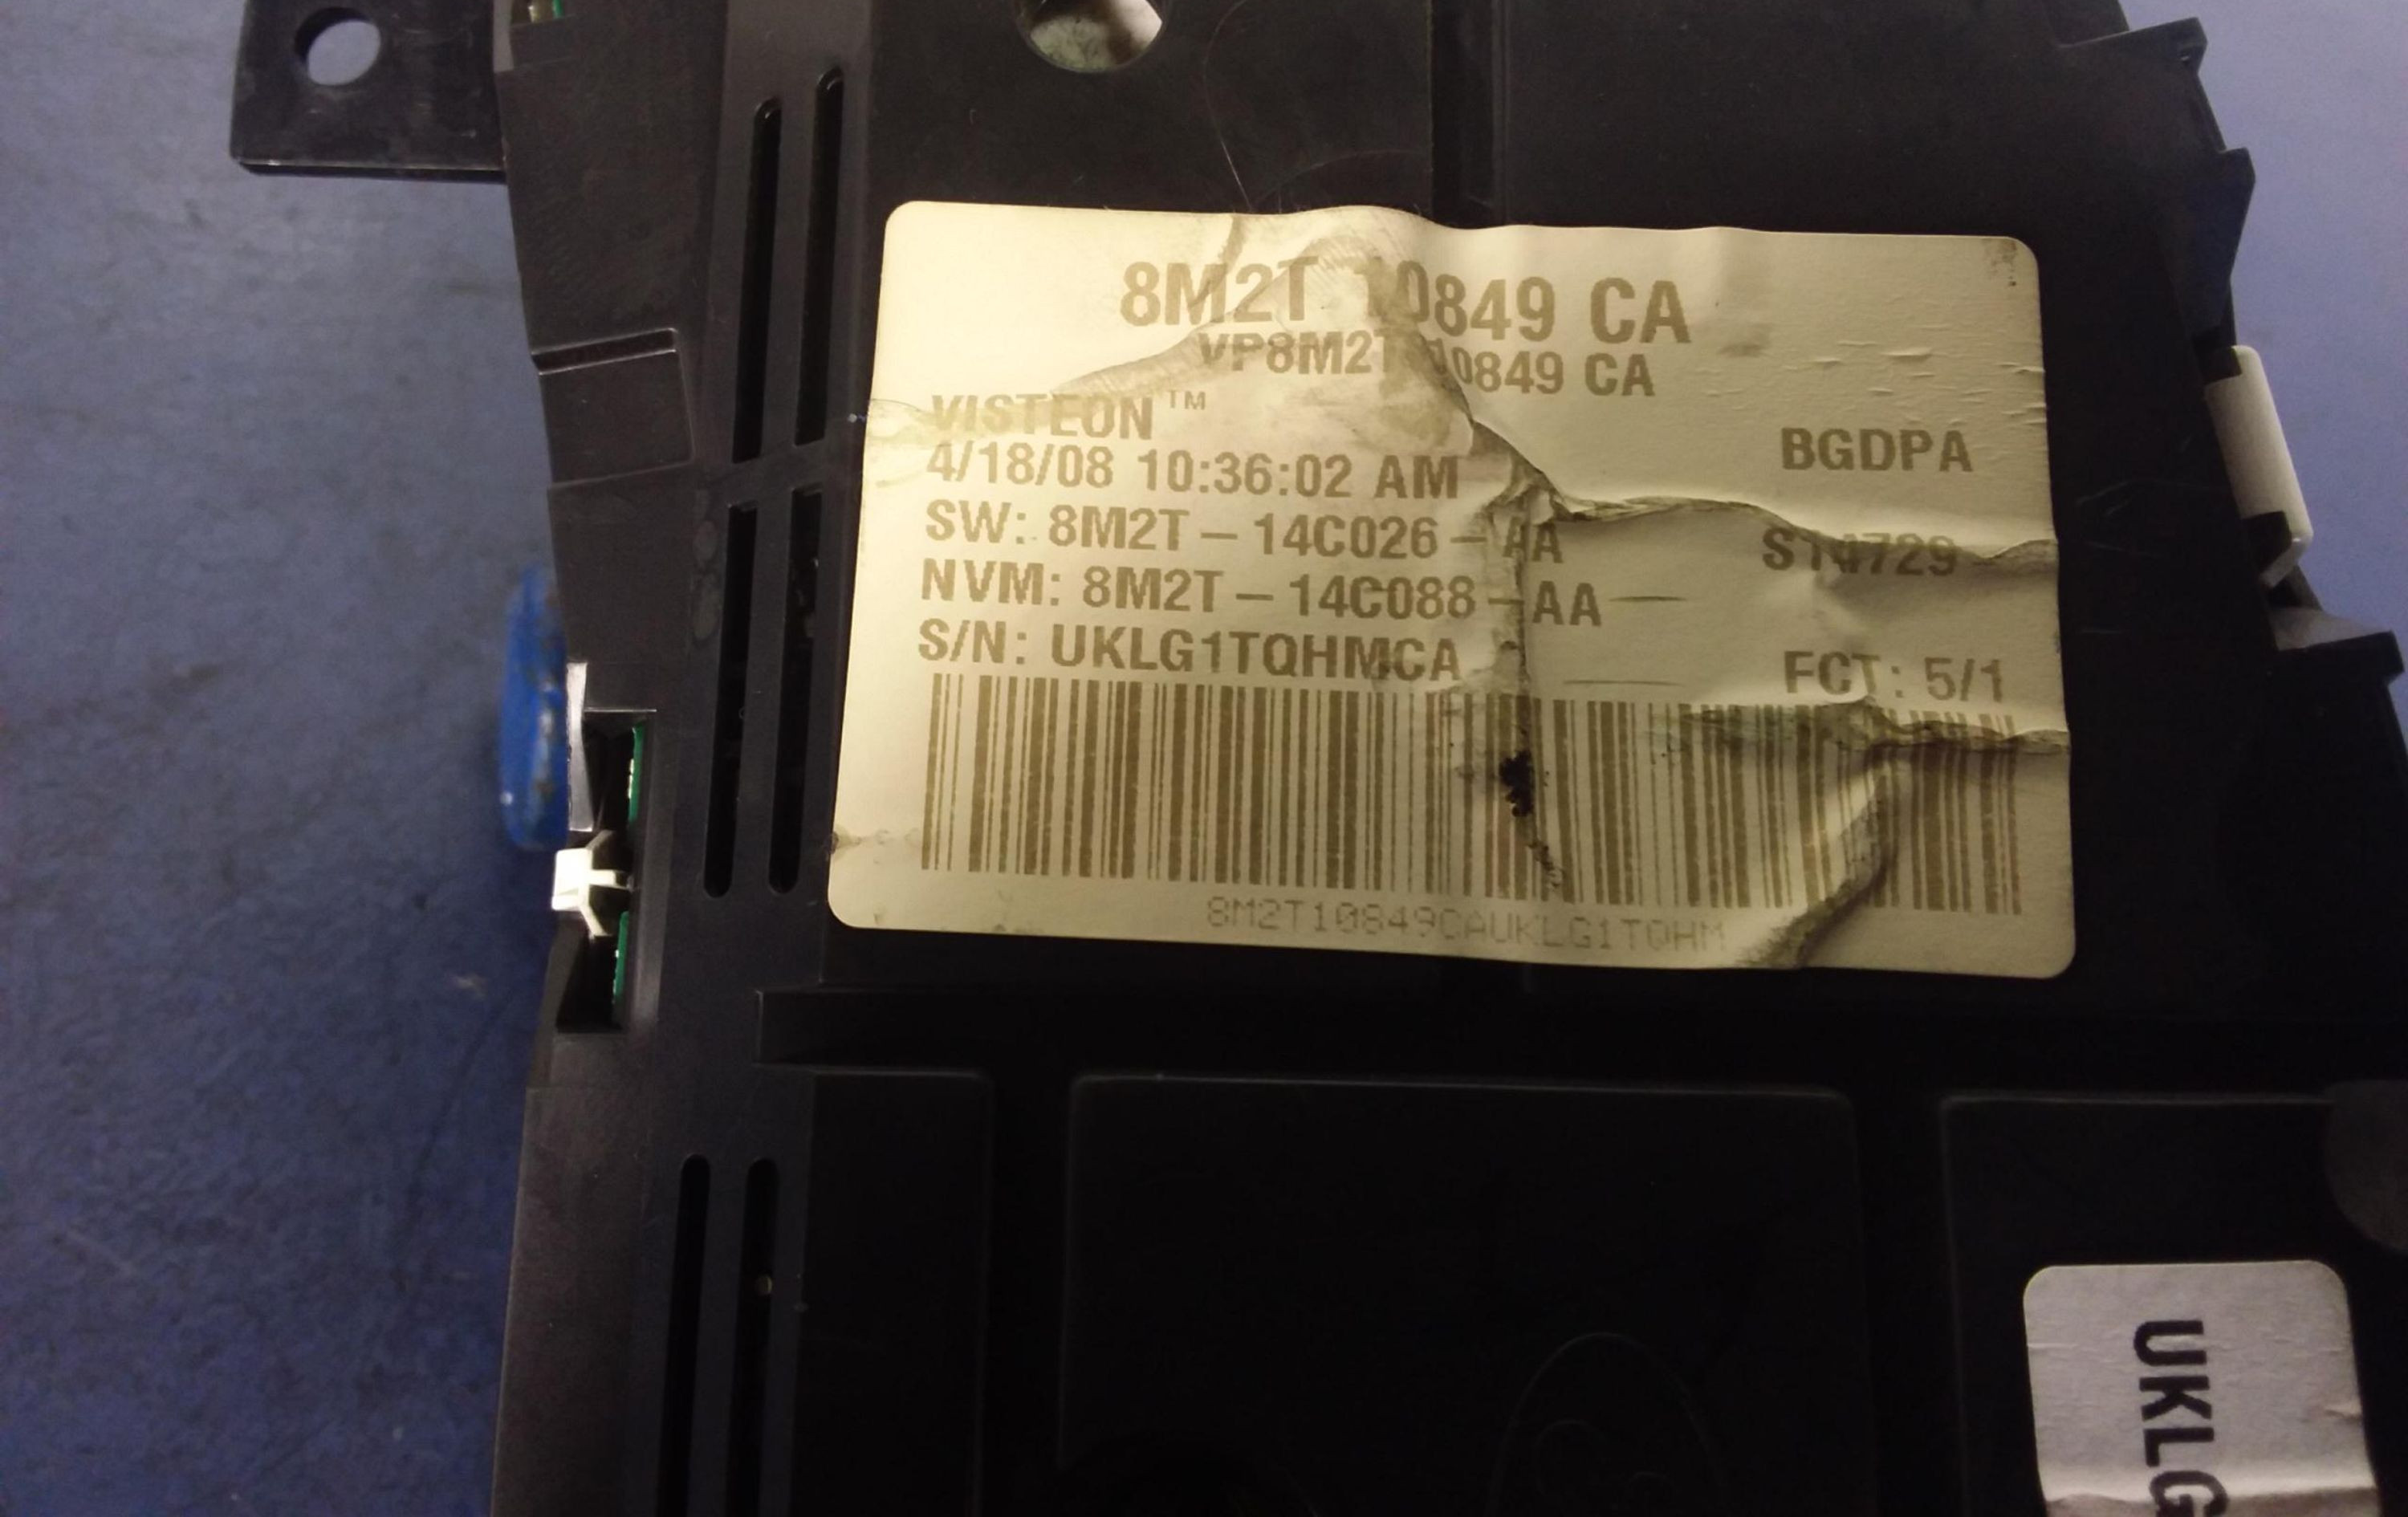 8M2T 10849 CA
VP8M2T 10849 CA
VISTEON™
BGDPA
4/18/08 10:36:02 AM
SW: 8M2T - 14C026 - AA
S14729
NVM: 8M2T - 14C088 - AA
S/N: UKLG1TQHMCA
FCT: 5/1
8M2T10849CAUKLG1TQHM
UKLG